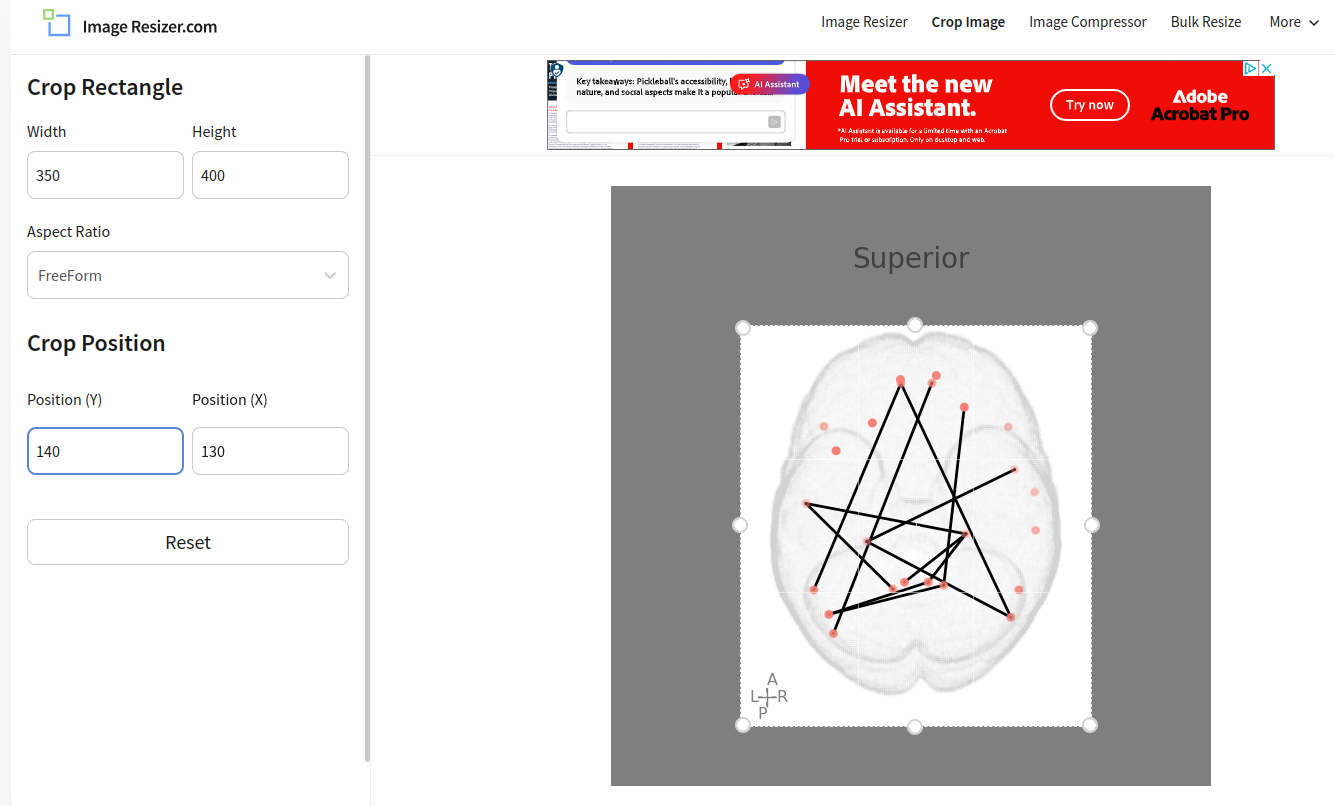 Image Resizer.com
Image Resizer
Crop Image
Image Compressor
Bulk Resize
More
Crop Rectangle
Width
Height
350
400
Aspect Ratio
FreeForm
Crop Position
Position (Y)
Position (X)
140
130
Reset
Key takeaways: Pickleball's accessibility,
nature, and social aspects make it a
AI Assistant
Meet the new
AI Assistant.
*AI Assistant is available for a limited time with an Acrobat
Pro trial or subscription. Only on desktop and web.
Try now
Adobe
Acrobat Pro
Superior
A
L R
P